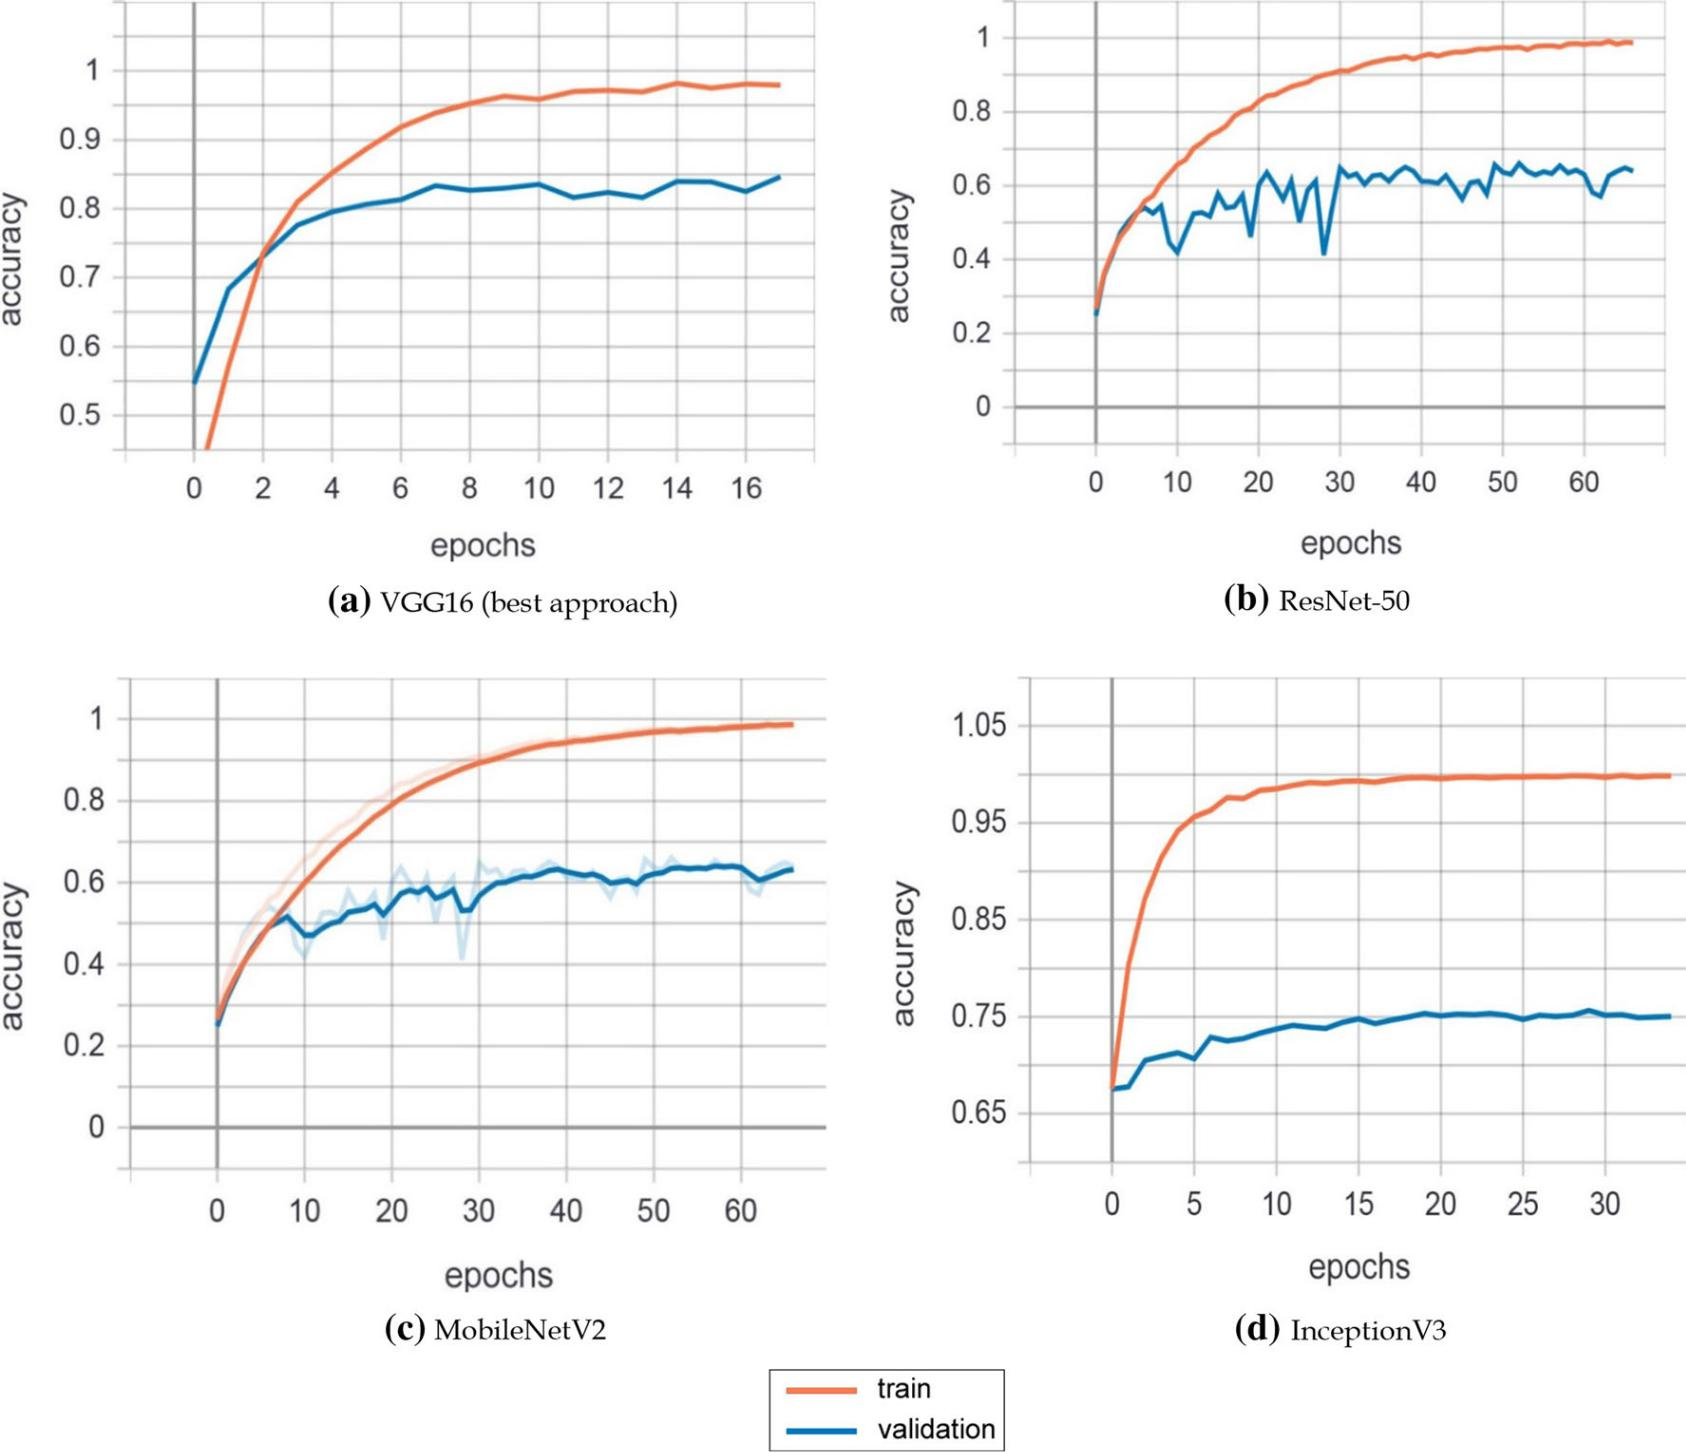 1
0.9
0.8
0.7
0.6
0.5
accuracy
0 2 4 6 8 10 12 14 16
epochs
(a) VGG16 (best approach)
1
0.8
0.6
0.4
0.2
0
accuracy
0 10 20 30 40 50 60
epochs
(b) ResNet-50
1
0.8
0.6
0.4
0.2
0
accuracy
0 10 20 30 40 50 60
epochs
(c) MobileNetV2
1.05
0.95
0.85
0.75
0.65
accuracy
0 5 10 15 20 25 30
epochs
(d) InceptionV3
train
validation